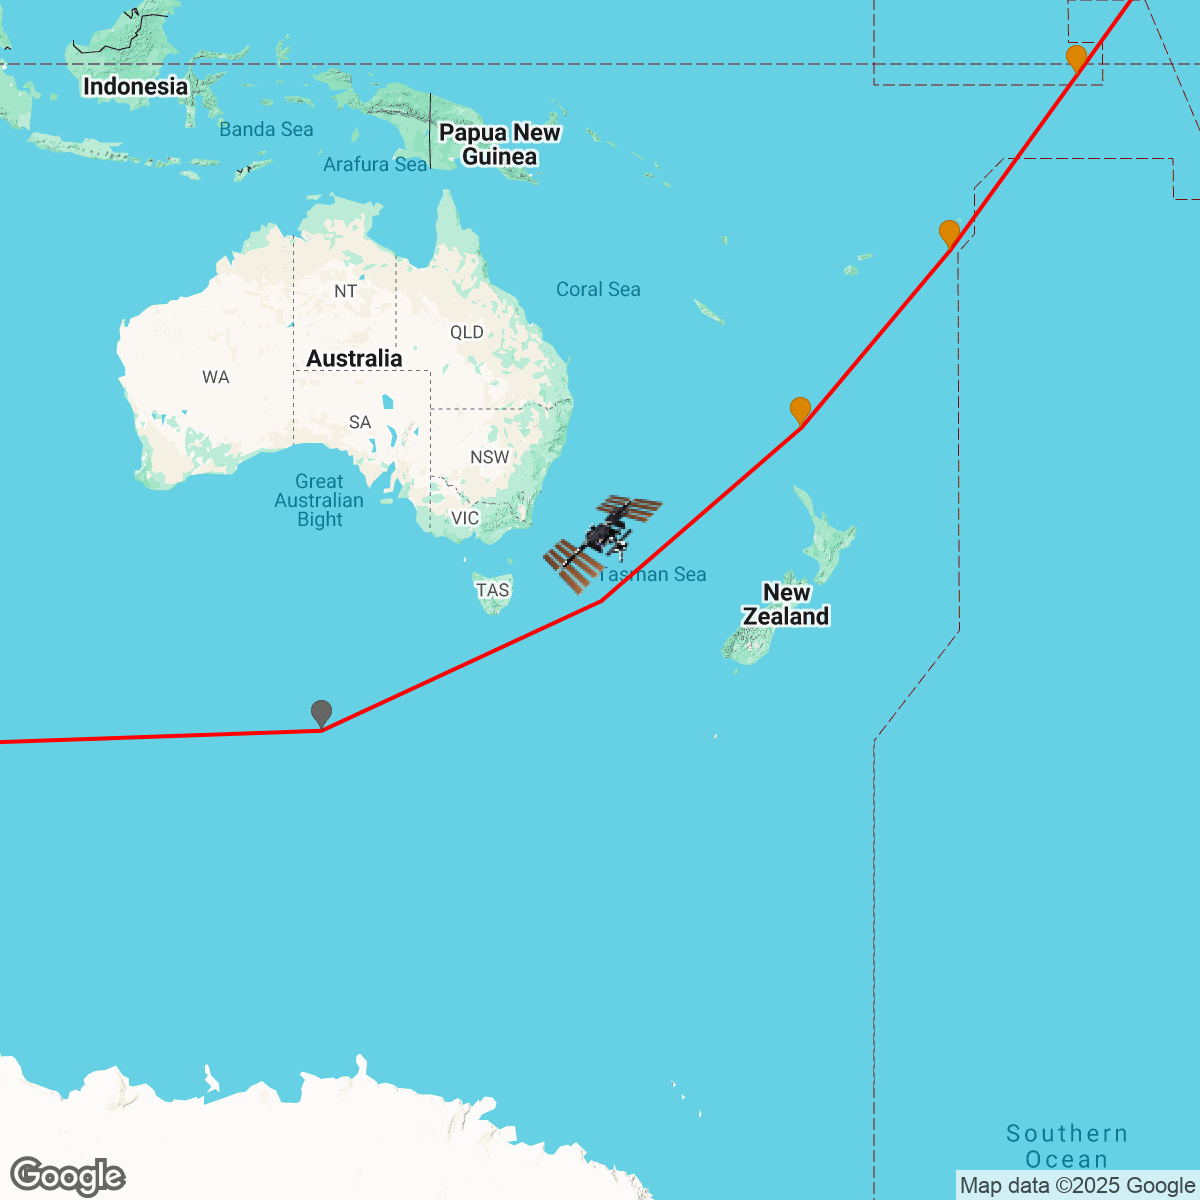 Indonesia
Banda Sea
Papua New
Guinea
Arafura Sea
Coral Sea
NT
QLD
Australia
WA
SA
NSW
Great
Australian
Bight
VIC
Tasman Sea
TAS
New
Zealand
Southern
Ocean
Google
Map data ©2025 Google